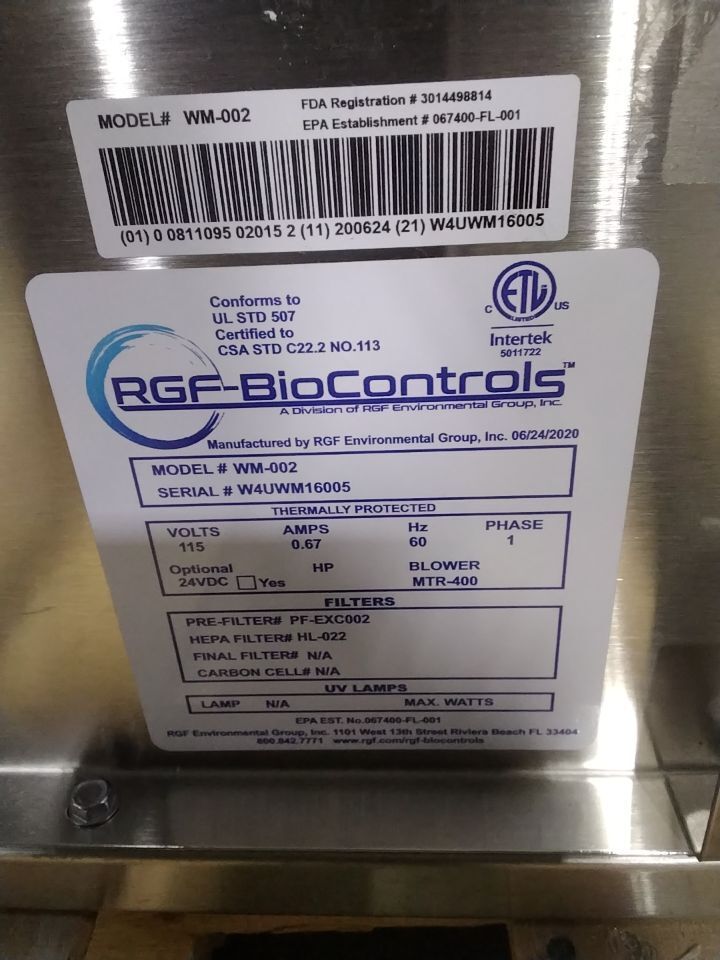 MODEL# WM-002
FDA Registration # 3014498814
EPA Establishment # 067400-FL-001
(01) 0 0811095 02015 2 (11) 200624 (21) W4UWM16005
Conforms to
UL STD 507
Certified to
CSA STD C22.2 NO.113
C ETL US
LISTED
Intertek
5011722
RGF-BioControls™
A Division of RGF Environmental Group, Inc.
Manufactured by RGF Environmental Group, Inc. 06/24/2020
MODEL # WM-002
SERIAL # W4UWM16005
THERMALLY PROTECTED
VOLTS AMPS Hz PHASE
115 0.67 60 1
Optional HP BLOWER
24VDC Yes MTR-400
FILTERS
PRE-FILTER# PF-EXC002
HEPA FILTER# HL-022
FINAL FILTER# N/A
CARBON CELL# N/A
UV LAMPS
LAMP N/A MAX. WATTS
EPA EST. No.067400-FL-001
RGF Environmental Group, Inc. 1101 West 13th Street Riviera Beach FL 33404
800.842.7771 www.rgf.com/rgf-biocontrols